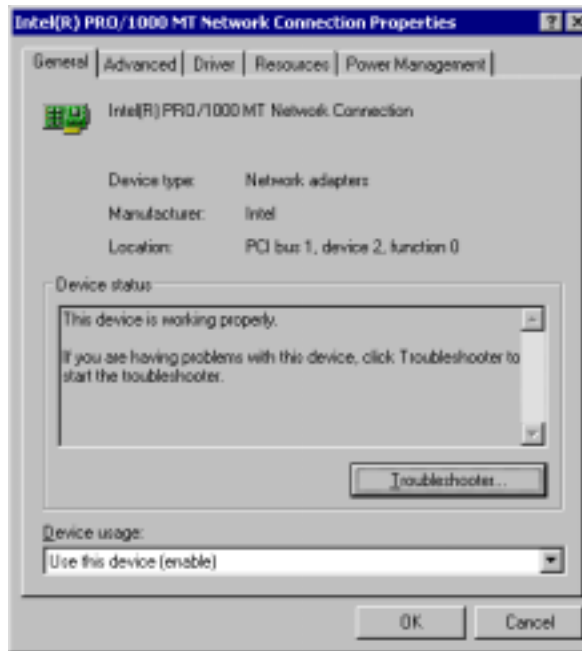 Intel(R) PRO/1000 MT Network Connection Properties
General Advanced Driver Resources Power Management
Intel(R) PRO/1000 MT Network Connection
Device type: Network adapters
Manufacturer: Intel
Location: PCI bus 1, device 2, function 0
Device status
This device is working properly.
If you are having problems with this device, click Troubleshooter to
start the troubleshooter.
Troubleshooter...
Device usage:
Use this device (enable)
OK Cancel